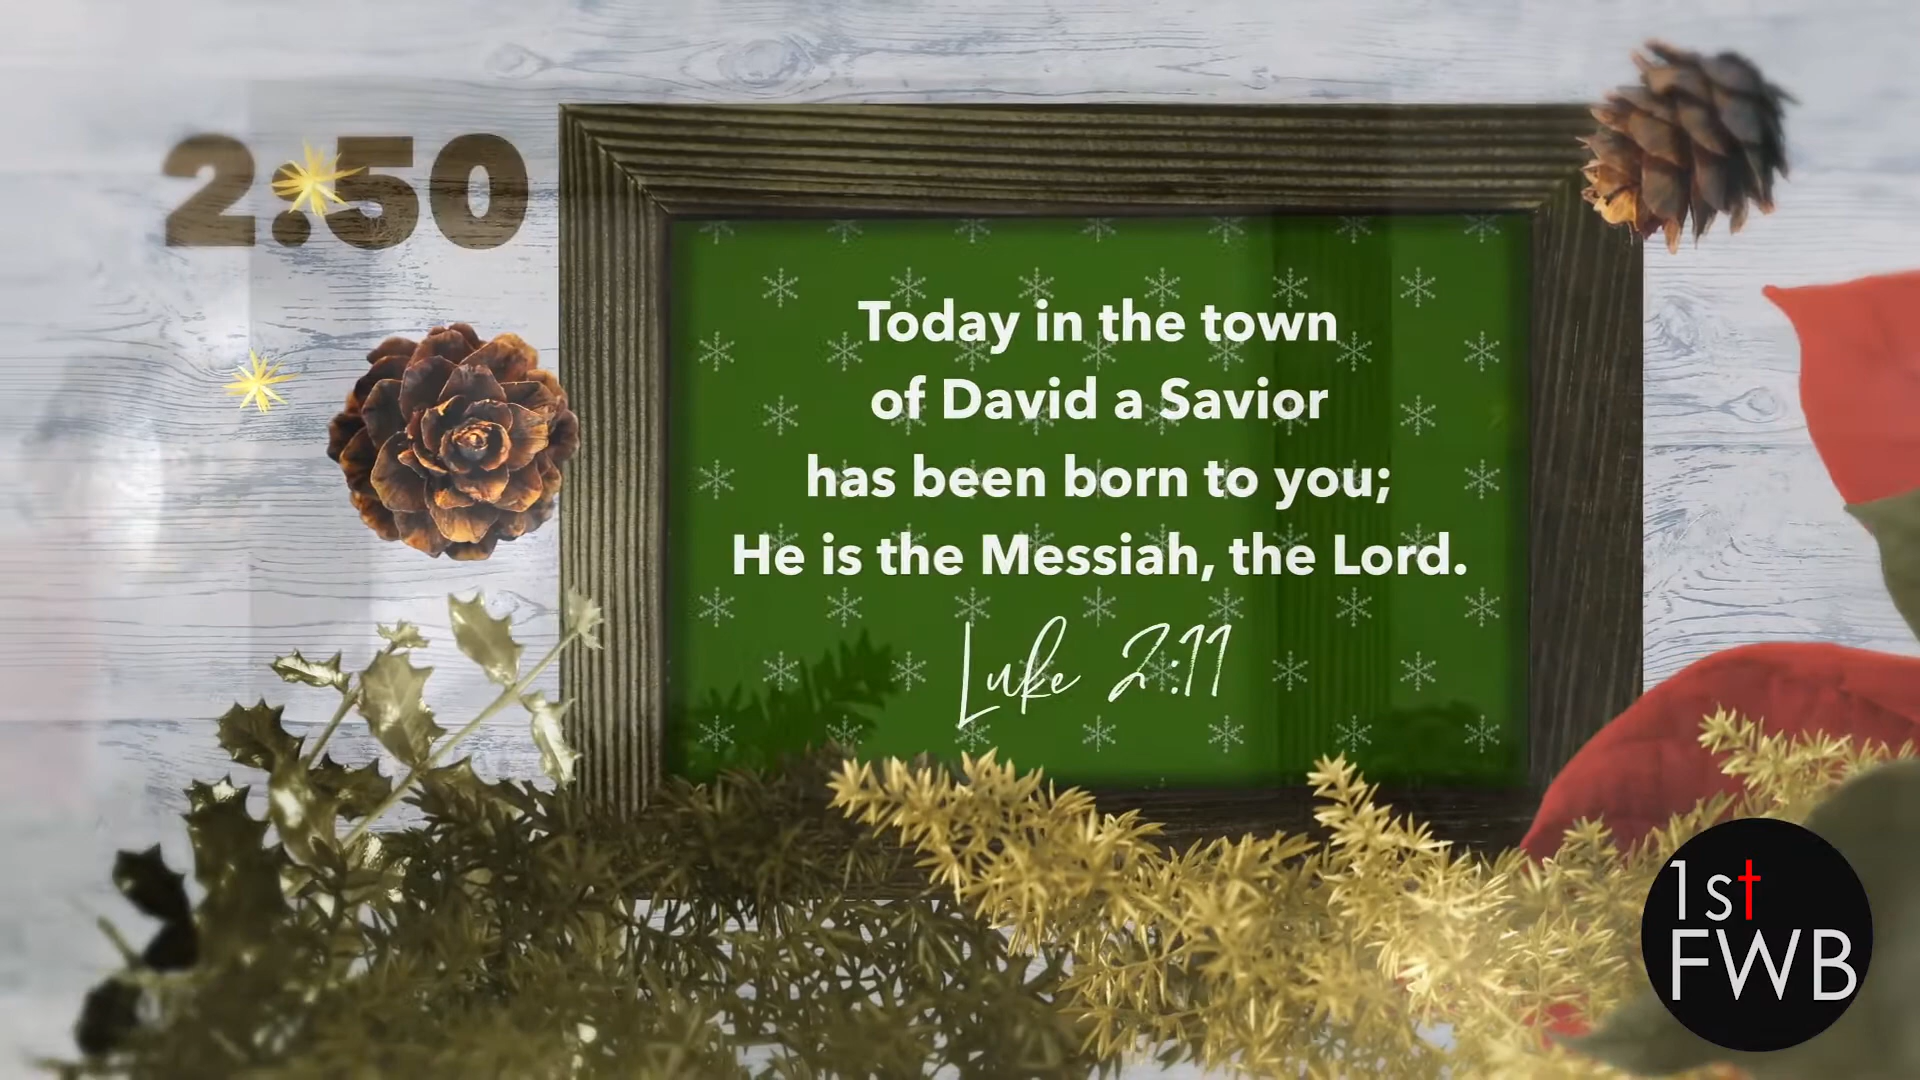 2:50
Today in the town
of David a Savior
has been born to you;
He is the Messiah, the Lord.
Luke 2:11
1st
FWB